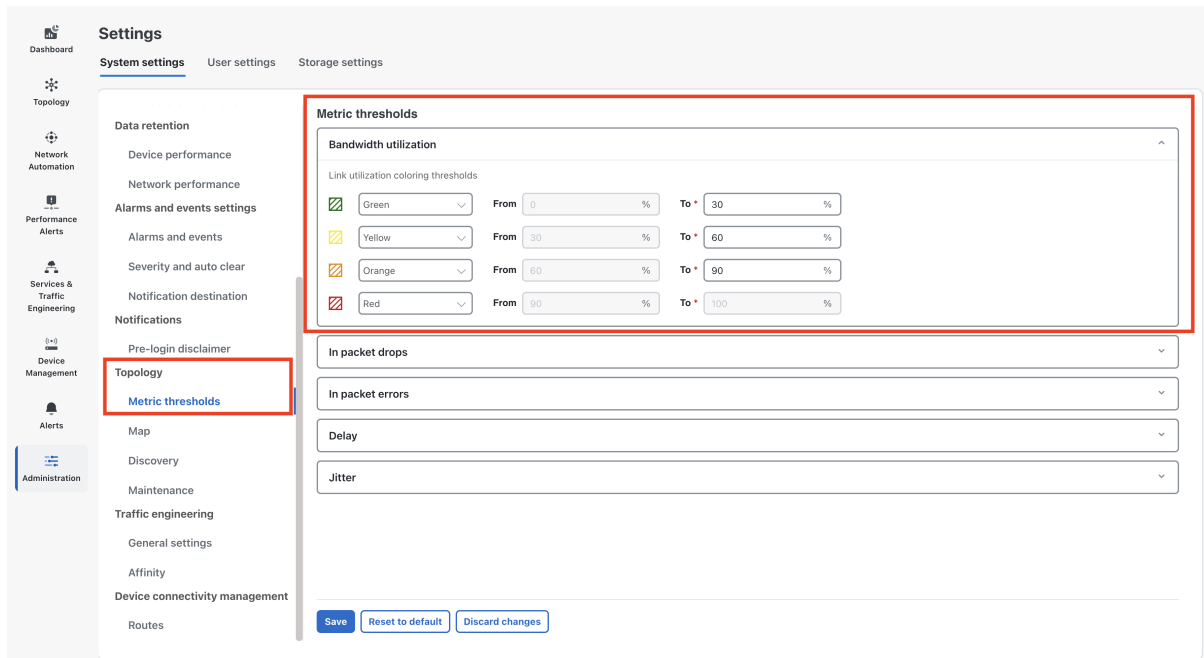 Dashboard
Topology
Network
Automation
Performance
Alerts
Services &
Traffic
Engineering
Device
Management
Alerts
Administration
Settings
System settings
User settings
Storage settings
Data retention
Device performance
Network performance
Alarms and events settings
Alarms and events
Severity and auto clear
Notification destination
Notifications
Pre-login disclaimer
Topology
Metric thresholds
Map
Discovery
Maintenance
Traffic engineering
General settings
Affinity
Device connectivity management
Routes
Metric thresholds
Bandwidth utilization
Link utilization coloring thresholds
Green From 0 % To * 30 %
Yellow From 30 % To * 60 %
Orange From 60 % To * 90 %
Red From 90 % To * 100 %
In packet drops
In packet errors
Delay
Jitter
Save
Reset to default
Discard changes